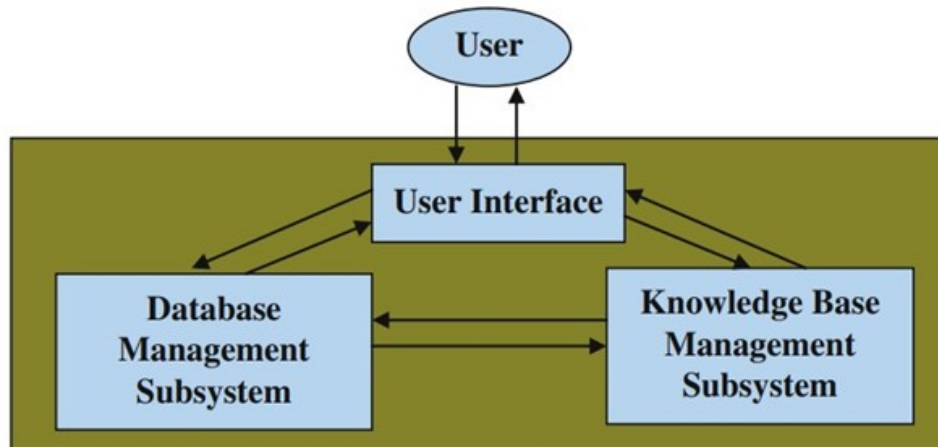 User
User Interface
Database
Management
Subsystem
Knowledge Base
Management
Subsystem